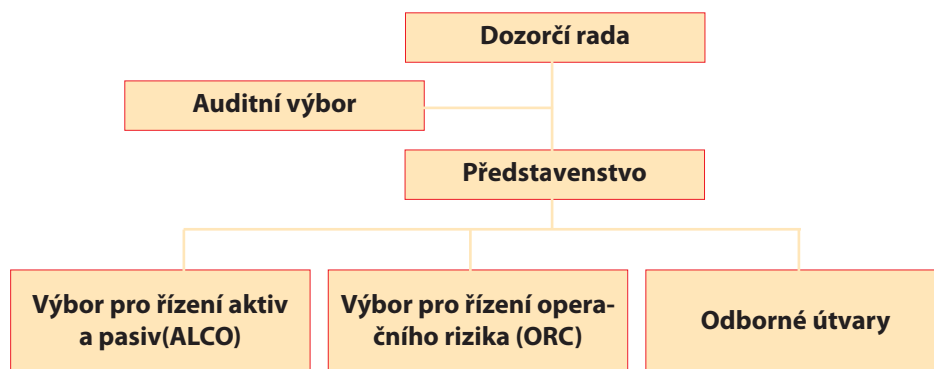 Dozorčí rada
Auditní výbor
Představenstvo
Výbor pro řízení aktiv
a pasiv(ALCO)
Výbor pro řízení opera-
čního rizika (ORC)
Odborné útvary